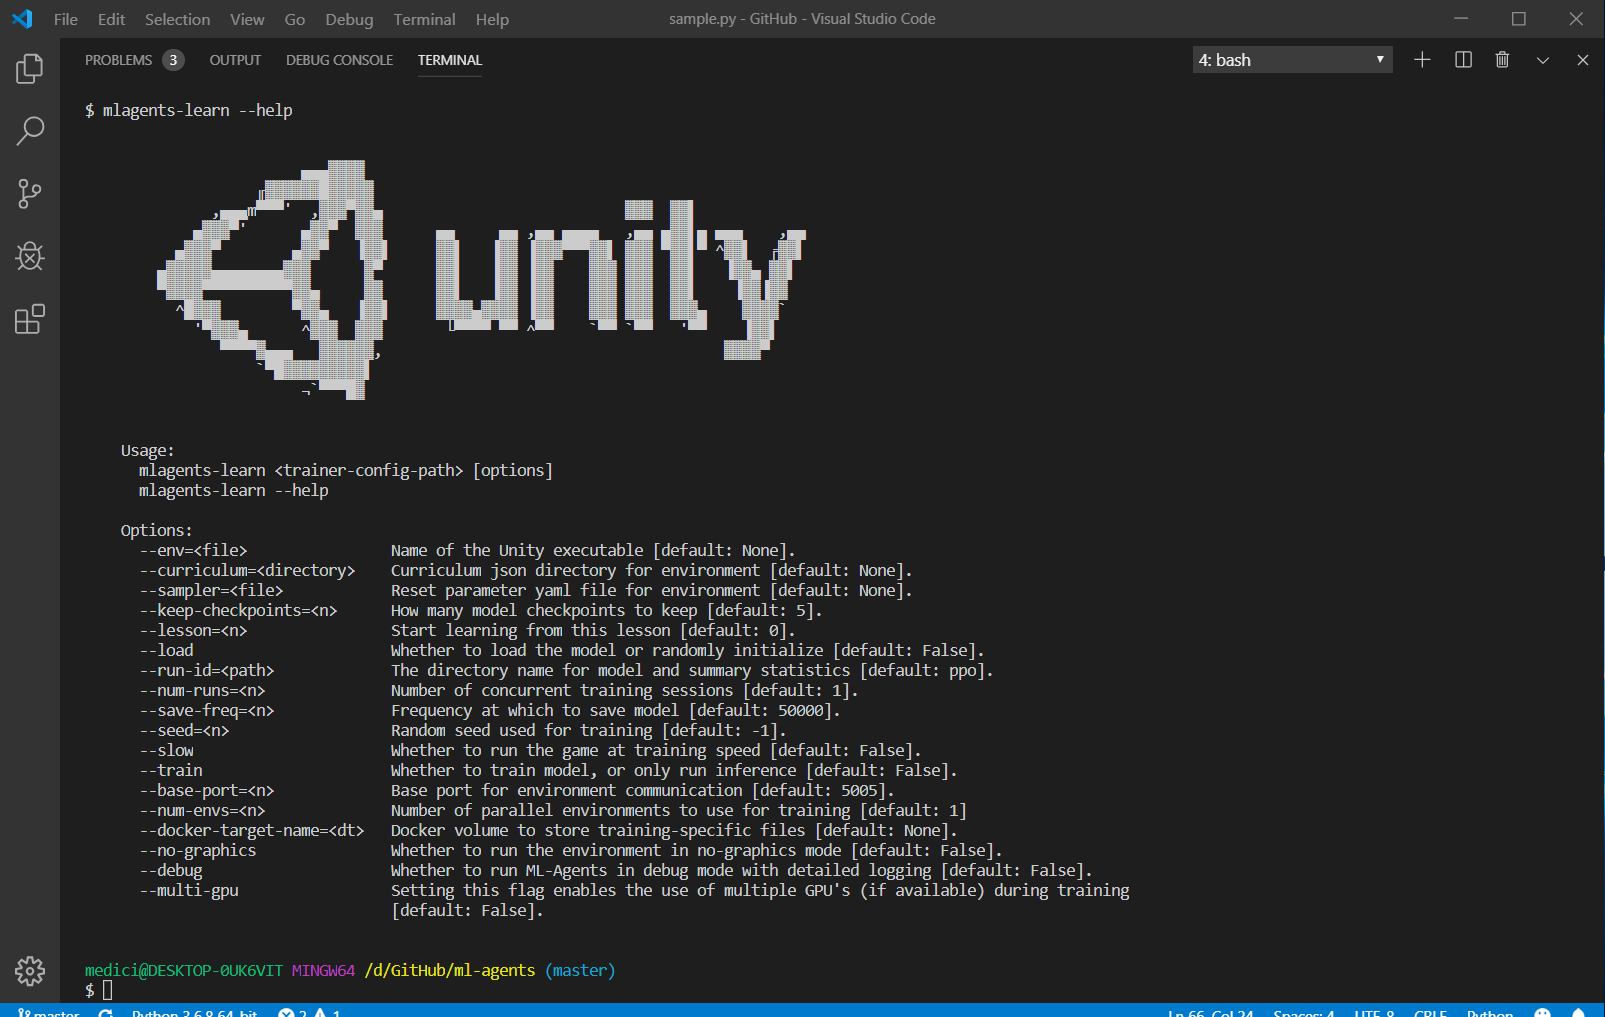 File Edit Selection View Go Debug Terminal Help sample.py - GitHub - Visual Studio Code
PROBLEMS 3 OUTPUT DEBUG CONSOLE TERMINAL 4: bash
$ mlagents-learn --help
unity
Usage:
mlagents-learn <trainer-config-path> [options]
mlagents-learn --help
Options:
--env=<file> Name of the Unity executable [default: None].
--curriculum=<directory> Curriculum json directory for environment [default: None].
--sampler=<file> Reset parameter yaml file for environment [default: None].
--keep-checkpoints=<n> How many model checkpoints to keep [default: 5].
--lesson=<n> Start learning from this lesson [default: 0].
--load Whether to load the model or randomly initialize [default: False].
--run-id=<path> The directory name for model and summary statistics [default: ppo].
--num-runs=<n> Number of concurrent training sessions [default: 1].
--save-freq=<n> Frequency at which to save model [default: 50000].
--seed=<n> Random seed used for training [default: -1].
--slow Whether to run the game at training speed [default: False].
--train Whether to train model, or only run inference [default: False].
--base-port=<n> Base port for environment communication [default: 5005].
--num-envs=<n> Number of parallel environments to use for training [default: 1]
--docker-target-name=<dt> Docker volume to store training-specific files [default: None].
--no-graphics Whether to run the environment in no-graphics mode [default: False].
--debug Whether to run ML-Agents in debug mode with detailed logging [default: False].
--multi-gpu Setting this flag enables the use of multiple GPU's (if available) during training
[default: False].
medici@DESKTOP-0UK6VIT MINGW64 /d/GitHub/ml-agents (master)
$
master Python 3.6.8 64-bit 2 1 Ln 66, Col 24 Spaces: 4 UTF-8 CRLF Python